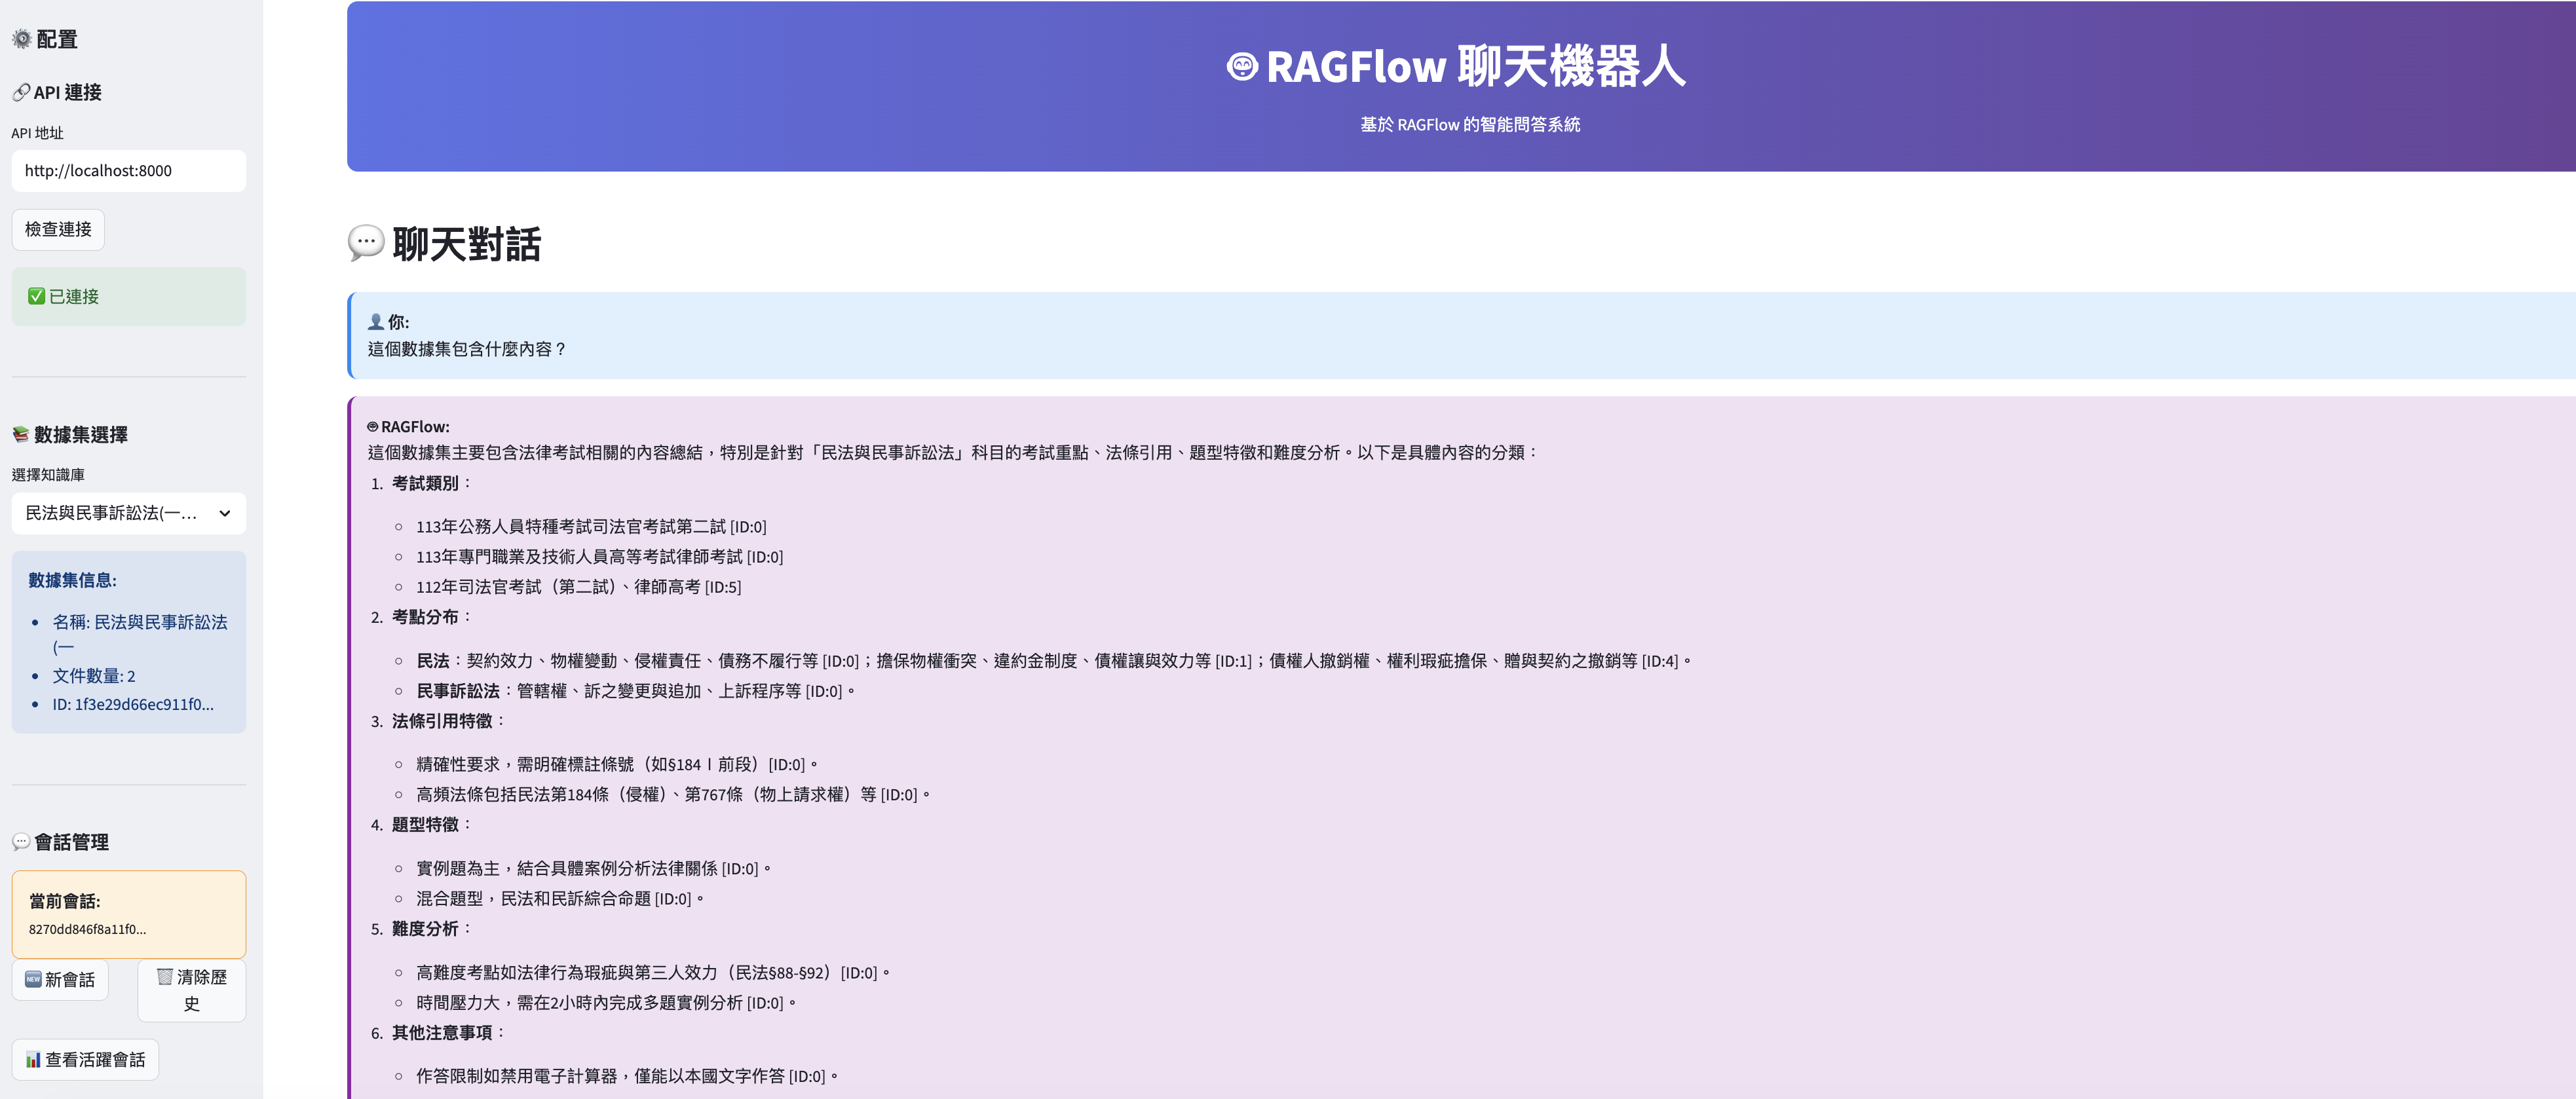 配置
API 連接
API 地址
http://localhost:8000
檢查連接
已連接
數據集選擇
選擇知識庫
民法與民事訴訟法(一...
數據集信息:
名稱: 民法與民事訴訟法
(一
文件數量: 2
ID: 1f3e29d66ec911f0...
會話管理
當前會話:
8270dd846f8a11f0...
新會話
清除歷
史
查看活躍會話
RAGFlow 聊天機器人
基於 RAGFlow 的智能問答系統
聊天對話
你:
這個數據集包含什麼內容？
RAGFlow:
這個數據集主要包含法律考試相關的內容總結，特別是針對「民法與民事訴訟法」科目的考試重點、法條引用、題型特徵和難度分析。以下是具體內容的分類：
1. 考試類別：
113年公務人員特種考試司法官考試第二試 [ID:0]
113年專門職業及技術人員高等考試律師考試 [ID:0]
112年司法官考試（第二試）、律師高考 [ID:5]
2. 考點分布：
民法：契約效力、物權變動、侵權責任、債務不履行等 [ID:0]；擔保物權衝突、違約金制度、債權讓與效力等 [ID:1]；債權人撤銷權、權利瑕疵擔保、贈與契約之撤銷等 [ID:4]。
民事訴訟法：管轄權、訴之變更與追加、上訴程序等 [ID:0]。
3. 法條引用特徵：
精確性要求，需明確標註條號（如§184Ⅰ前段）[ID:0]。
高頻法條包括民法第184條（侵權）、第767條（物上請求權）等 [ID:0]。
4. 題型特徵：
實例題為主，結合具體案例分析法律關係 [ID:0]。
混合題型，民法和民訴綜合命題 [ID:0]。
5. 難度分析：
高難度考點如法律行為瑕疵與第三人效力（民法§88-§92）[ID:0]。
時間壓力大，需在2小時內完成多題實例分析 [ID:0]。
6. 其他注意事項：
作答限制如禁用電子計算器，僅能以本國文字作答 [ID:0]。